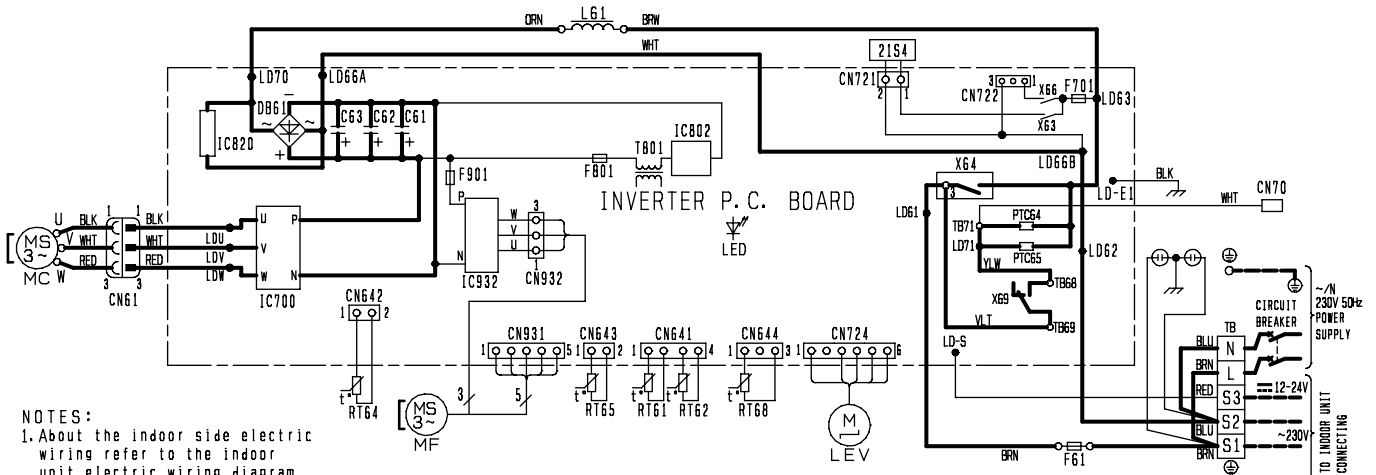 ORN L61 BRW
WHT
21S4
CN721
2 1
3 1
CN722
X66
F701
LD63
X63
LD70
LD66A
DB61
−
~ ~
+
IC820
C63 C62 C61
+ + +
T801
IC802
F801
F901
LD66B
X64
3
LD-E1
BLK
WHT
CN70
INVERTER P.C. BOARD
LED
LD61
TB71
PTC64
LD71
PTC65
LD62
YLW
TB68
X69
VLT
TB69
LD-S
U
V
W
MS
3~
MC
BLK
WHT
RED
1 1
3 3
CN61
BLK
WHT
RED
LDU
LDV
LDW
U P
V
W N
IC700
P
N
W
V
U
IC932
3
1
CN932
CN642
1 2
t°
RT64
CN931
1 5
3
5
MS
3~
MF
CN643
1 2
t°
RT65
CN641
1 4
t° t°
RT61 RT62
CN644
1 3
t°
RT68
CN724
1 6
M
LEV
~/N
230V 50Hz
POWER
SUPPLY
CIRCUIT
BREAKER
TB
BLU N
BRN L
RED S3
S2
BLU
S1
BRN
12-24V
~230V
TO INDOOR UNIT
CONNECTING
BRN
F61
NOTES:
1. About the indoor side electric
wiring refer to the indoor
unit electric wiring diagram